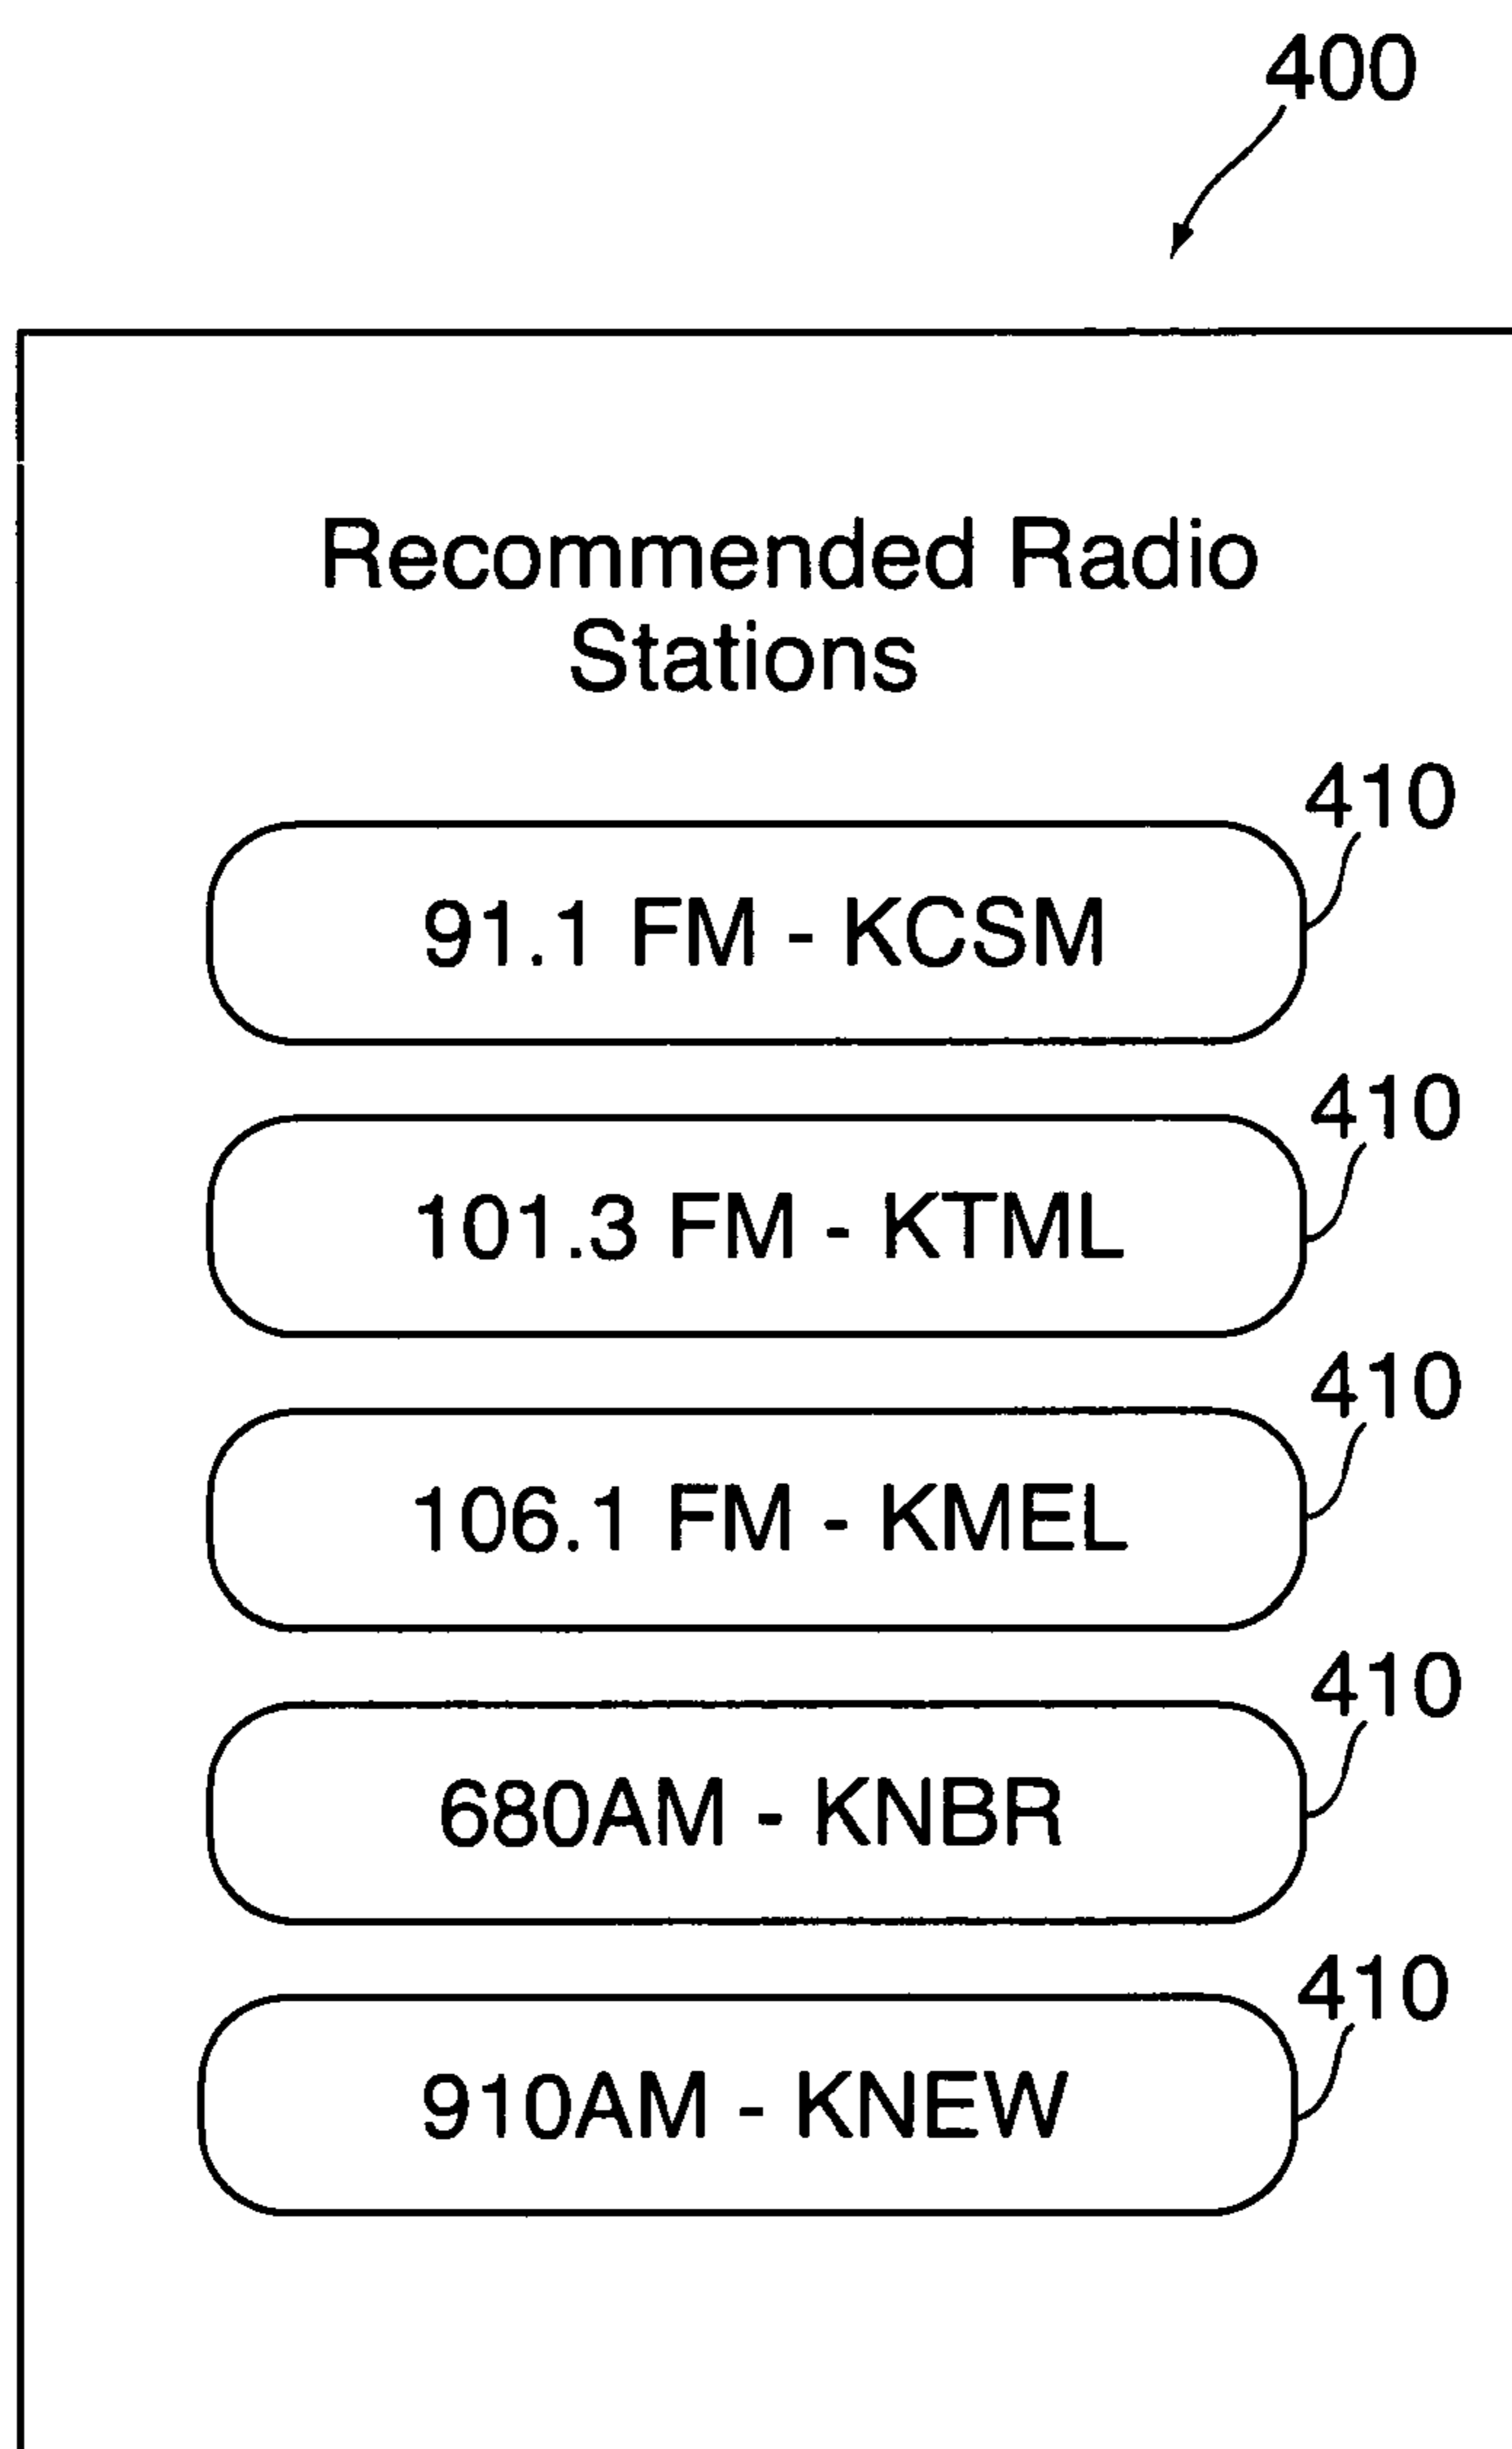 400
Recommended Radio
Stations
410
91.1 FM - KCSM
410
101.3 FM - KTML
410
106.1 FM - KMEL
410
680AM - KNBR
410
910AM - KNEW